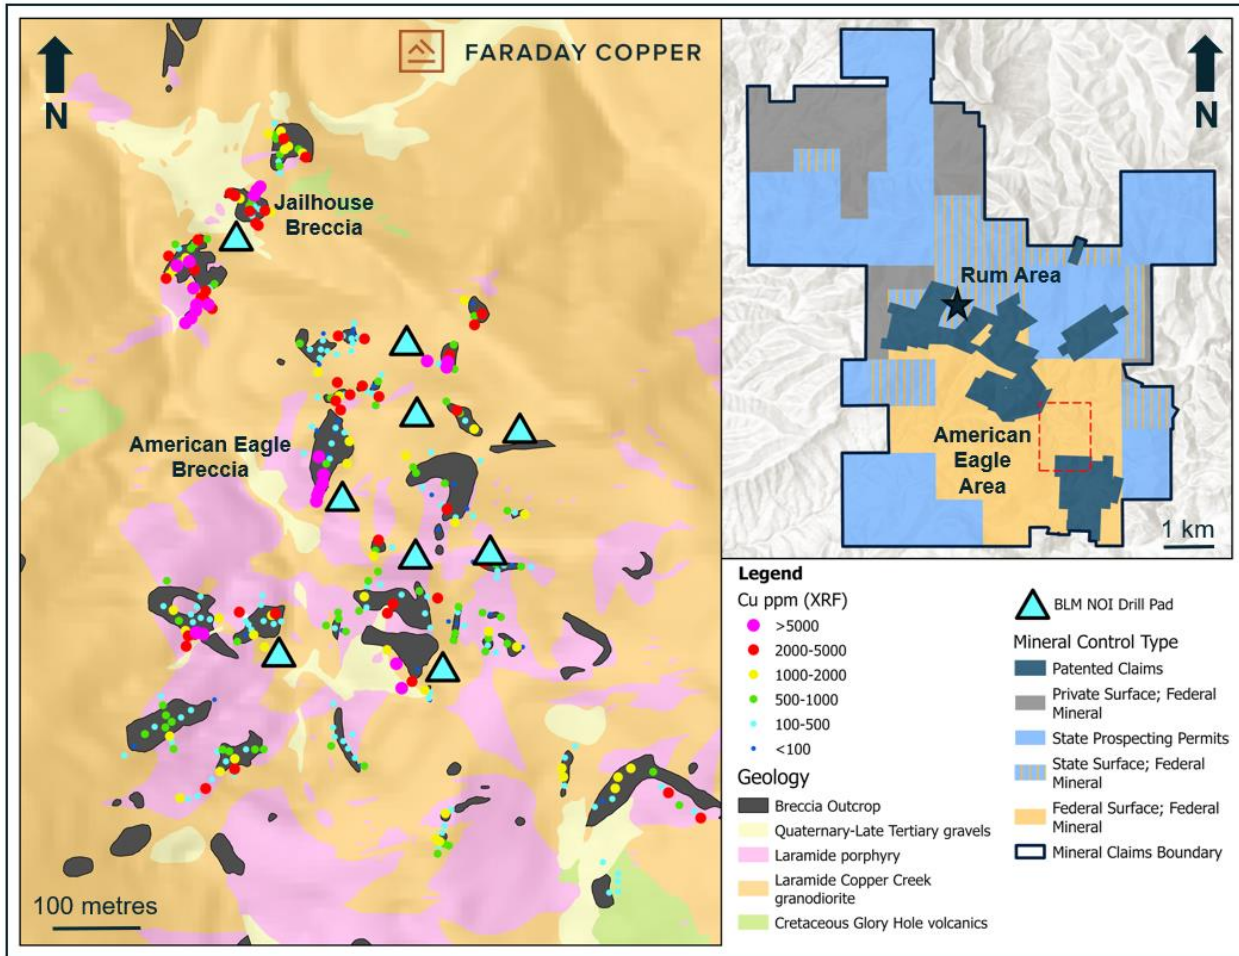 FARADAY COPPER
N
Jailhouse
Breccia
American Eagle
Breccia
100 metres
N
Rum Area
American
Eagle
Area
1 km
Legend
Cu ppm (XRF)
>5000
2000-5000
1000-2000
500-1000
100-500
<100
Geology
Breccia Outcrop
Quaternary-Late Tertiary gravels
Laramide porphyry
Laramide Copper Creek
granodiorite
Cretaceous Glory Hole volcanics
BLM NOI Drill Pad
Mineral Control Type
Patented Claims
Private Surface; Federal
Mineral
State Prospecting Permits
State Surface; Federal
Mineral
Federal Surface; Federal
Mineral
Mineral Claims Boundary